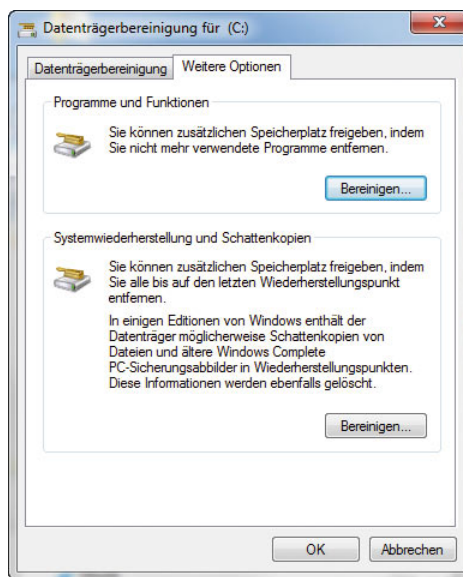 Datenträgerbereinigung für (C:)
Datenträgerbereinigung
Weitere Optionen
Programme und Funktionen
Sie können zusätzlichen Speicherplatz freigeben, indem
Sie nicht mehr verwendete Programme entfernen.
Bereinigen...
Systemwiederherstellung und Schattenkopien
Sie können zusätzlichen Speicherplatz freigeben, indem
Sie alle bis auf den letzten Wiederherstellungspunkt
entfernen.
In einigen Editionen von Windows enthält der
Datenträger möglicherweise Schattenkopien von
Dateien und ältere Windows Complete
PC-Sicherungsabbilder in Wiederherstellungspunkten.
Diese Informationen werden ebenfalls gelöscht.
Bereinigen...
OK
Abbrechen